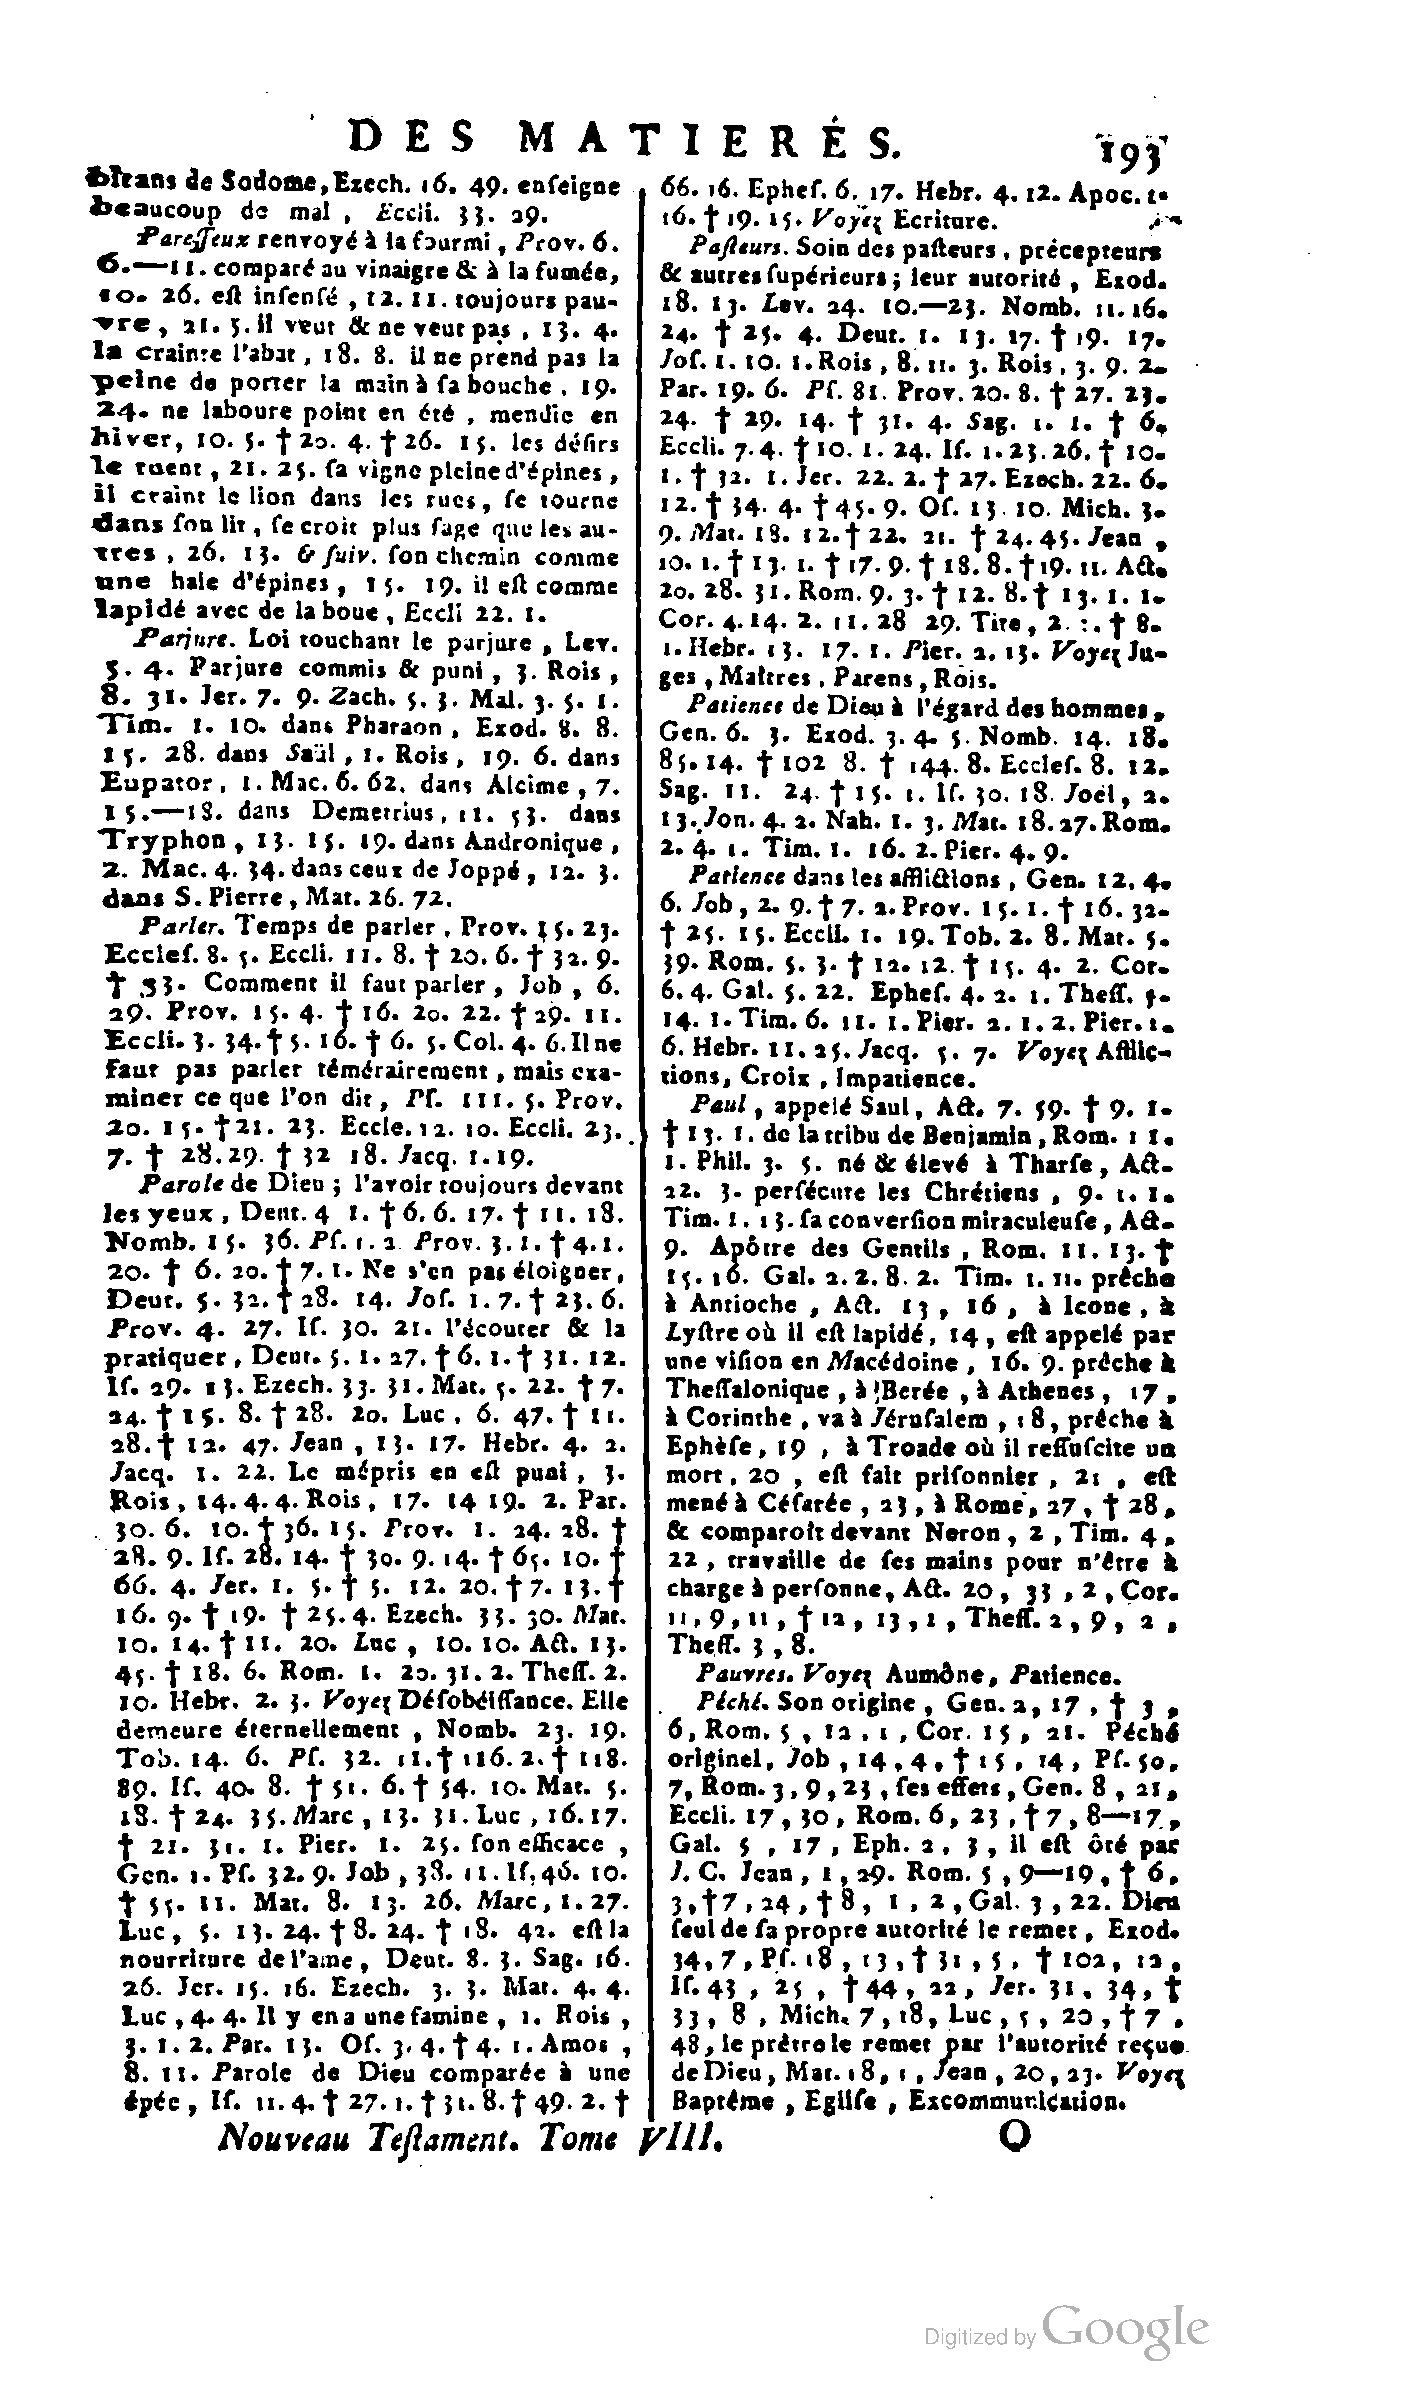 DES MATIERÉS. 193
bitans de Sodome, Ezech. 16. 49. enseigne
beaucoup de mal, Eccli. 33. 29.
Paresseux renvoyé à la fourmi, Prov. 6.
6.—11. comparé au vinaigre & à la fumée,
10. 26. est insensé, 12. 11. toujours pau-
vre, 21. 5. il veut & ne veut pas, 13. 4.
la crainte l'abat, 18. 8. il ne prend pas la
peine de porter la main à sa bouche, 19.
24. ne laboure point en été, mendie en
hiver, 10. 5. † 20. 4. † 26. 15. les désirs
le tuent, 21. 25. sa vigne pleine d'épines,
il craint le lion dans les rues, se tourne
dans son lit, se croit plus sage que les au-
tres, 26. 13. & suiv. son chemin comme
une haie d'épines, 15. 19. il est comme
lapidé avec de la boue, Eccli 22. 1.
Parjure. Loi touchant le parjure, Lev.
5. 4. Parjure commis & puni, 3. Rois,
8. 31. Jer. 7. 9. Zach. 5. 3. Mal. 3. 5. 1.
Tim. 1. 10. dans Pharaon, Exod. 8. 8.
15. 28. dans Saül, 1. Rois, 19. 6. dans
Eupator, 1. Mac. 6. 62. dans Alcime, 7.
15.—18. dans Demetrius, 11. 53. dans
Tryphon, 13. 15. 19. dans Andronique,
2. Mac. 4. 34. dans ceux de Joppé, 12. 3.
dans S. Pierre, Mat. 26. 72.
Parler. Temps de parler, Prov. 15. 23.
Eccles. 8. 5. Eccli. 11. 8. † 20. 6. † 32. 9.
† 33. Comment il faut parler, Job, 6.
29. Prov. 15. 4. † 16. 20. 22. † 29. 11.
Eccli. 3. 34. † 5. 16. † 6. 5. Col. 4. 6. Il ne
faut pas parler témérairement, mais exa-
miner ce que l'on dit, Ps. 111. 5. Prov.
20. 15. † 21. 23. Eccle. 12. 10. Eccli. 23.
7. † 28. 29. † 32 18. Jacq. 1. 19.
Parole de Dieu; l'avoir toujours devant
les yeux, Deut. 4 1. † 6. 6. 17. † 11. 18.
Nomb. 15. 36. Ps. 1. 2 Prov. 3. 1. † 4. 1.
20. † 6. 20. † 7. 1. Ne s'en pas éloigner,
Deut. 5. 32. † 28. 14. Jos. 1. 7. † 23. 6.
Prov. 4. 27. Is. 30. 21. l'écouter & la
pratiquer, Deut. 5. 1. 27. † 6. 1. † 31. 12.
Is. 29. 13. Ezech. 33. 31. Mat. 5. 22. † 7.
24. † 15. 8. † 28. 20. Luc, 6. 47. † 11.
28. † 12. 47. Jean, 13. 17. Hebr. 4. 2.
Jacq. 1. 22. Le mépris en est puni, 3.
Rois, 14. 4. 4. Rois, 17. 14 19. 2. Par.
30. 6. 10. † 36. 15. Prov. 1. 24. 28. †
28. 9. Is. 28. 14. † 30. 9. 14. † 65. 10. †
66. 4. Jer. 1. 5. † 5. 12. 20. † 7. 13. †
16. 9. † 19. † 25. 4. Ezech. 33. 30. Mat.
10. 14. † 11. 20. Luc, 10. 10. Act. 13.
45. † 18. 6. Rom. 1. 20. 31. 2. Thess. 2.
10. Hebr. 2. 3. Voyez Désobéissance. Elle
demeure éternellement, Nomb. 23. 19.
Tob. 14. 6. Ps. 32. 11. † 116. 2. † 118.
89. Is. 40. 8. † 51. 6. † 54. 10. Mat. 5.
18. † 24. 35. Marc, 13. 31. Luc, 16. 17.
† 21. 31. 1. Pier. 1. 25. son efficace,
Gen. 1. Ps. 32. 9. Job, 38. 11. Is. 46. 10.
† 55. 11. Mat. 8. 13. 26. Marc, 1. 27.
Luc, 5. 13. 24. † 8. 24. † 18. 42. est la
nourriture de l'ame, Deut. 8. 3. Sag. 16.
26. Jer. 15. 16. Ezech. 3. 3. Mat. 4. 4.
Luc, 4. 4. Il y en a une famine, 1. Rois,
3. 1. 2. Par. 13. Os. 3. 4. † 4. 1. Amos,
8. 11. Parole de Dieu comparée à une
épée, Is. 11. 4. † 27. 1. † 31. 8. † 49. 2. †
66. 16. Ephes. 6. 17. Hebr. 4. 12. Apoc. 1.
16. † 19. 15. Voyez Ecriture.
Pasteurs. Soin des pasteurs, précepteurs
& autres supérieurs; leur autorité, Exod.
18. 13. Lev. 24. 10.—23. Nomb. 11. 16.
24. † 25. 4. Deut. 1. 13. 17. † 19. 17.
Jos. 1. 10. 1. Rois, 8. 11. 3. Rois, 3. 9. 2.
Par. 19. 6. Ps. 81. Prov. 20. 8. † 27. 23.
24. † 29. 14. † 31. 4. Sag. 1. 1. † 6.
Eccli. 7. 4. † 10. 1. 24. Is. 1. 23. 26. † 10.
1. † 32. 1. Jer. 22. 2. † 27. Ezech. 22. 6.
12. † 34. 4. † 45. 9. Os. 13. 10. Mich. 3.
9. Mat. 18. 12. † 22. 21. † 24. 45. Jean,
10. 1. † 13. 1. † 17. 9. † 18. 8. † 19. 11. Act.
20. 28. 31. Rom. 9. 3. † 12. 8. † 13. 1. 1.
Cor. 4. 14. 2. 11. 28 29. Tite, 2. † 8.
1. Hebr. 13. 17. 1. Pier. 2. 13. Voyez Ju-
ges, Maîtres, Parens, Rois.
Patience de Dieu à l'égard des hommes,
Gen. 6. 3. Exod. 3. 4. 5. Nomb. 14. 18.
85. 14. † 102 8. † 144. 8. Eccles. 8. 12.
Sag. 11. 24. † 15. 1. Is. 30. 18. Joël, 2.
13. Jon. 4. 2. Nah. 1. 3. Mat. 18. 27. Rom.
2. 4. 1. Tim. 1. 16. 2. Pier. 4. 9.
Patience dans les afflictions, Gen. 12. 4.
6. Job, 2. 9. † 7. 2. Prov. 15. 1. † 16. 32.
† 25. 15. Eccli. 1. 19. Tob. 2. 8. Mat. 5.
39. Rom. 5. 3. † 12. 12. † 15. 4. 2. Cor.
6. 4. Gal. 5. 22. Ephes. 4. 2. 1. Thess. 5.
14. 1. Tim. 6. 11. 1. Pier. 2. 1. 2. Pier. 1.
6. Hebr. 11. 25. Jacq. 5. 7. Voyez Afflic-
tions, Croix, Impatience.
Paul, appelé Saul, Act. 7. 59. † 9. 1.
† 13. 1. de la tribu de Benjamin, Rom. 11.
1. Phil. 3. 5. né & élevé à Tharse, Act.
22. 3. persécute les Chrétiens, 9. 1. 1.
Tim. 1. 13. sa conversion miraculeuse, Act.
9. Apôtre des Gentils, Rom. 11. 13. †
15. 16. Gal. 2. 2. 8. 2. Tim. 1. 11. prêche
à Antioche, Act. 13, 16, à Icone, à
Lystre où il est lapidé, 14, est appelé par
une vision en Macédoine, 16. 9. prêche à
Thessalonique, à Berée, à Athenes, 17,
à Corinthe, va à Jérusalem, 18, prêche à
Ephèse, 19, à Troade où il ressuscite un
mort, 20, est fait prisonnier, 21, est
mené à Césarée, 23, à Rome, 27, † 28,
& comparoît devant Neron, 2, Tim. 4,
22, travaille de ses mains pour n'être à
charge à personne, Act. 20, 33, 2, Cor.
11, 9, 11, † 12, 13, 1, Thess. 2, 9, 2,
Thess. 3, 8.
Pauvres. Voyez Aumône, Patience.
Péché. Son origine, Gen. 2, 17, † 3,
6, Rom. 5, 12, 1, Cor. 15, 21. Péché
originel, Job, 14, 4, † 15, 14, Ps. 50,
7, Rom. 3, 9, 23, ses effets, Gen. 8, 21,
Eccli. 17, 30, Rom. 6, 23, † 7, 8—17,
Gal. 5, 17, Eph. 2, 3, il est ôté par
J. C. Jean, 1, 29. Rom. 5, 9—19, † 6,
3, † 7, 24, † 8, 1, 2, Gal. 3, 22. Dieu
seul de sa propre autorité le remet, Exod.
34, 7, Ps. 18, 13, † 31, 5, † 102, 12,
Is. 43, 25, † 44, 22, Jer. 31, 34, †
33, 8, Mich. 7, 18, Luc, 5, 20, † 7,
48, le prêtre le remet par l'autorité reçue
de Dieu, Mat. 18, 1, Jean, 20, 23. Voyez
Baptême, Eglise, Excommunication.
Nouveau Testament. Tome VIII. O
Digitized by Google